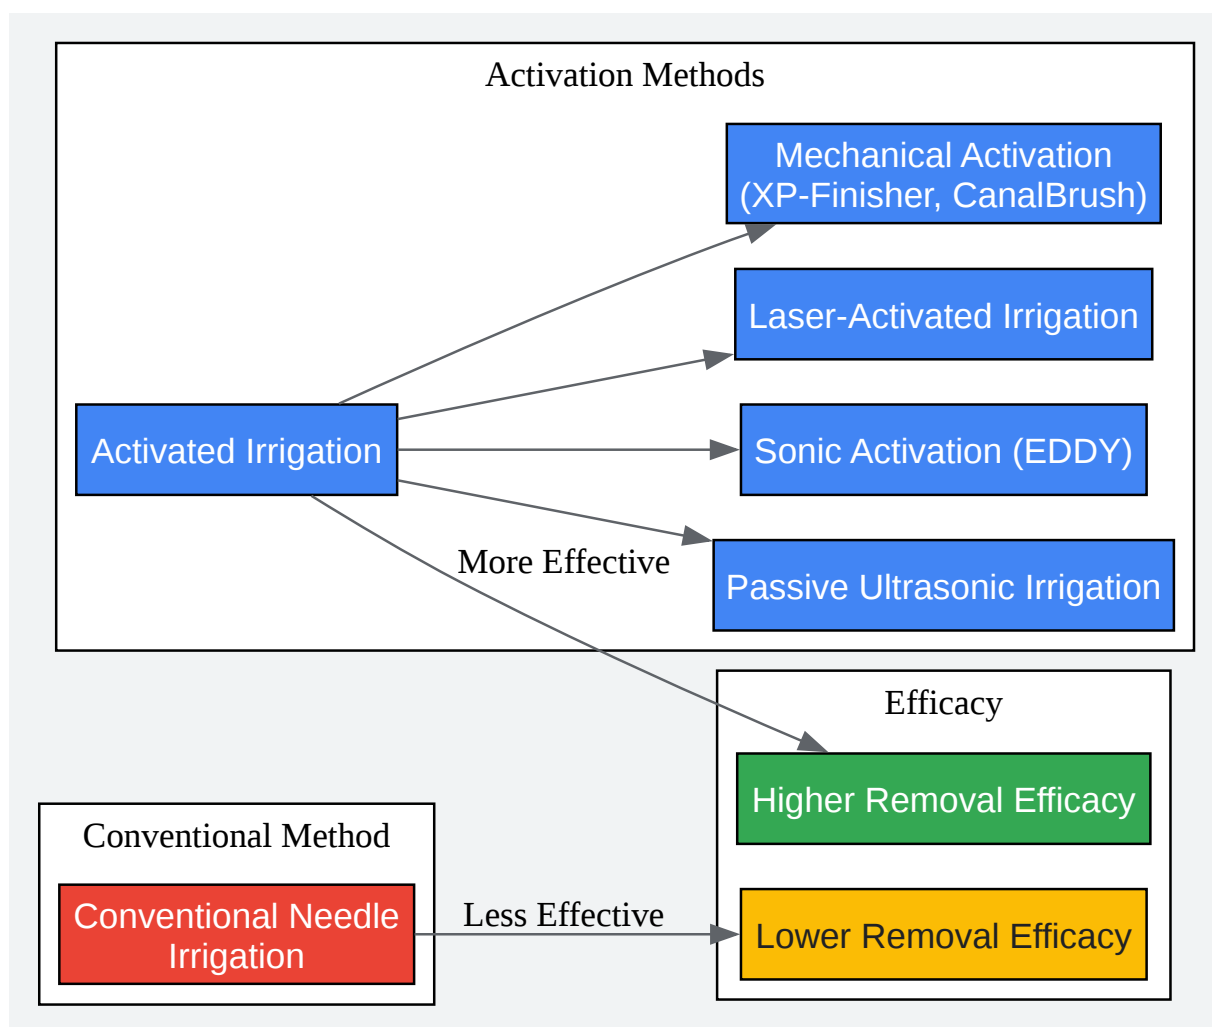 Activation Methods
Mechanical Activation
(XP-Finisher, CanalBrush)
Laser-Activated Irrigation
Activated Irrigation
Sonic Activation (EDDY)
More Effective
Passive Ultrasonic Irrigation
Efficacy
Higher Removal Efficacy
Conventional Method
Conventional Needle
Irrigation
Less Effective
Lower Removal Efficacy